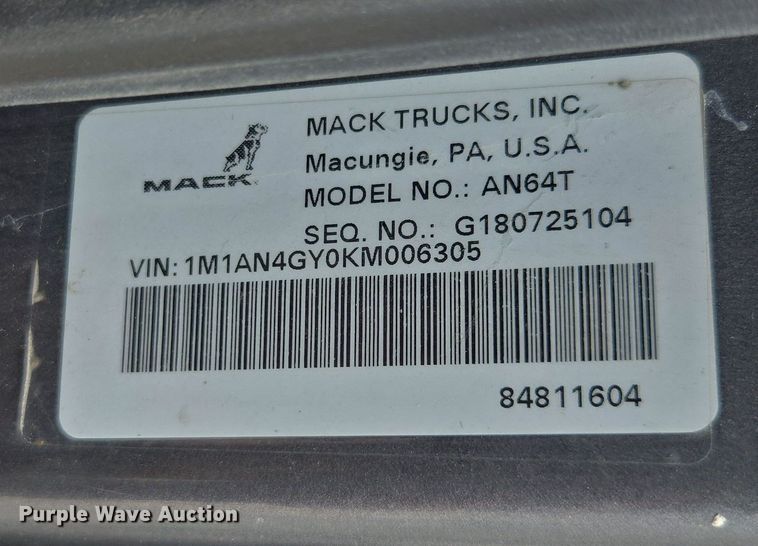 MACK TRUCKS, INC.
MACK
Macungie, PA, U.S.A.
MODEL NO.: AN64T
SEQ. NO.: G180725104
VIN: 1M1AN4GY0KM006305
84811604
Purple Wave Auction